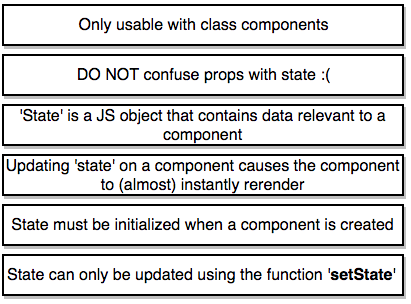 Only usable with class components
DO NOT confuse props with state :(
'State' is a JS object that contains data relevant to a
component
Updating 'state' on a component causes the component
to (almost) instantly rerender
State must be initialized when a component is created
State can only be updated using the function 'setState'